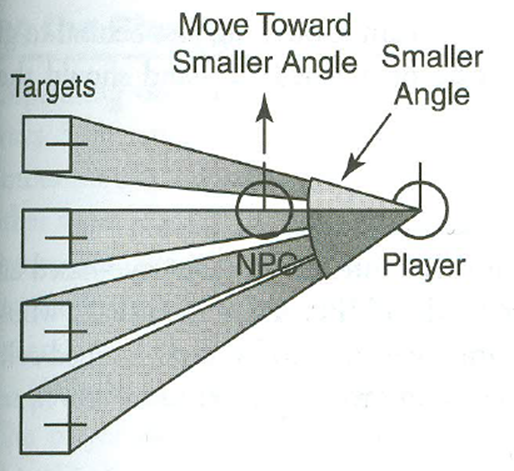 Move Toward
Smaller Angle
Smaller
Angle
Targets
NPC
Player